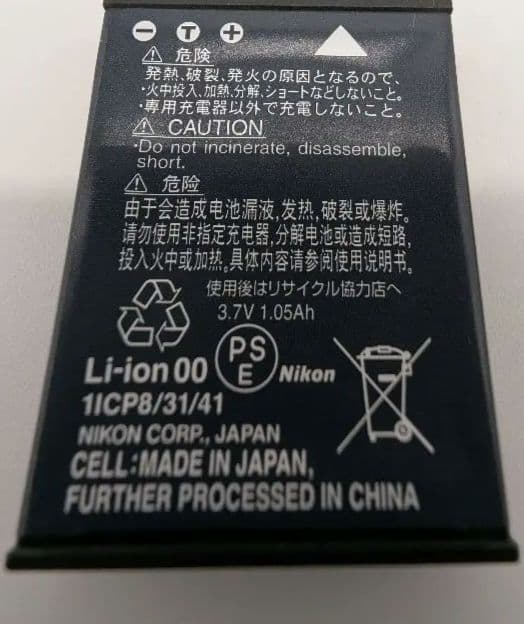 − T +
⚠ 危険
発熱、破裂、発火の原因となるので、
・火中投入、加熱、分解、ショートなどしないこと。
・専用充電器以外で充電しないこと。
⚠ CAUTION
・Do not incinerate, disassemble,
short.
⚠ 危险
由于会造成电池漏液,发热,破裂或爆炸。
请勿使用非指定充电器,分解电池或造成短路,
投入火中或加热。具体内容请参阅使用说明书。
使用後はリサイクル協力店へ
3.7V 1.05Ah
Li-ion 00 PSE Nikon
1ICP8/31/41
NIKON CORP., JAPAN
CELL:MADE IN JAPAN,
FURTHER PROCESSED IN CHINA